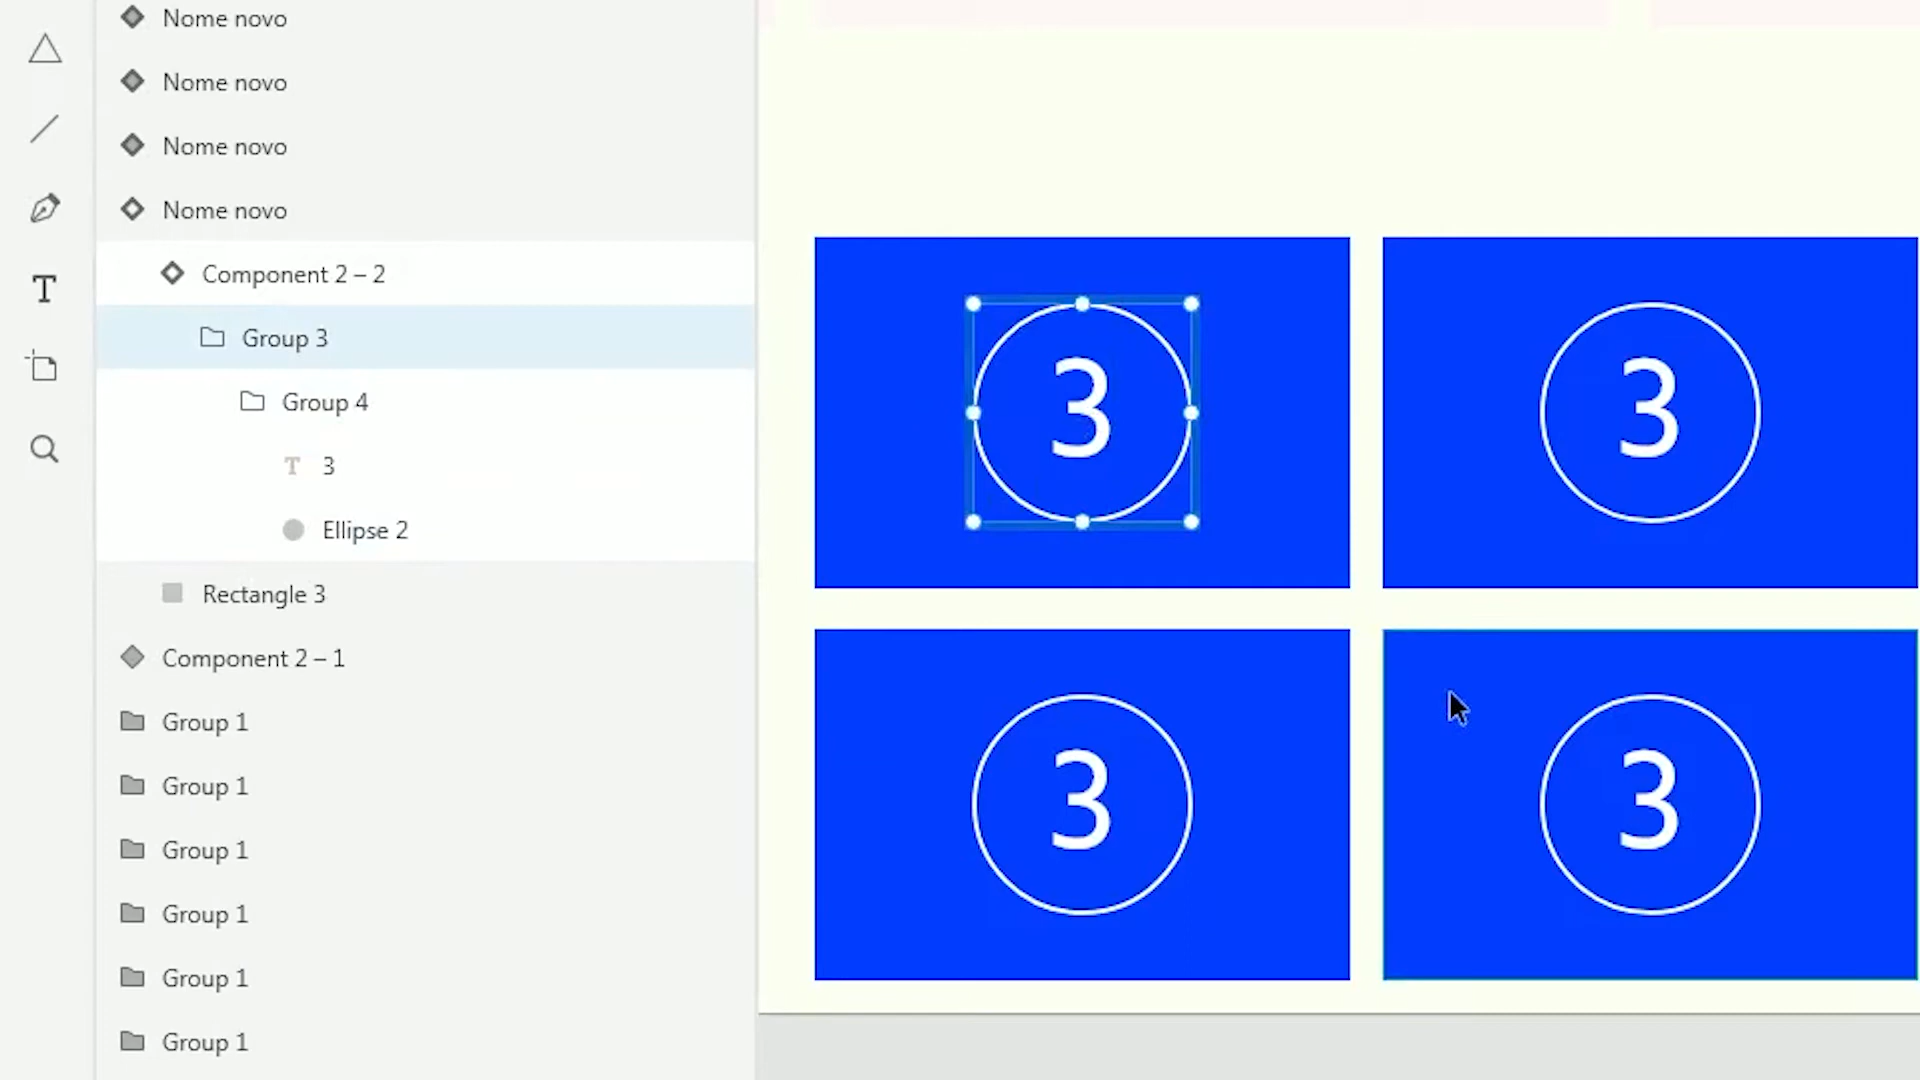 Nome novo
Nome novo
Nome novo
Nome novo
Component 2 – 2
Group 3
Group 4
T 3
Ellipse 2
Rectangle 3
Component 2 – 1
Group 1
Group 1
Group 1
Group 1
Group 1
Group 1
T
3
3
3
3